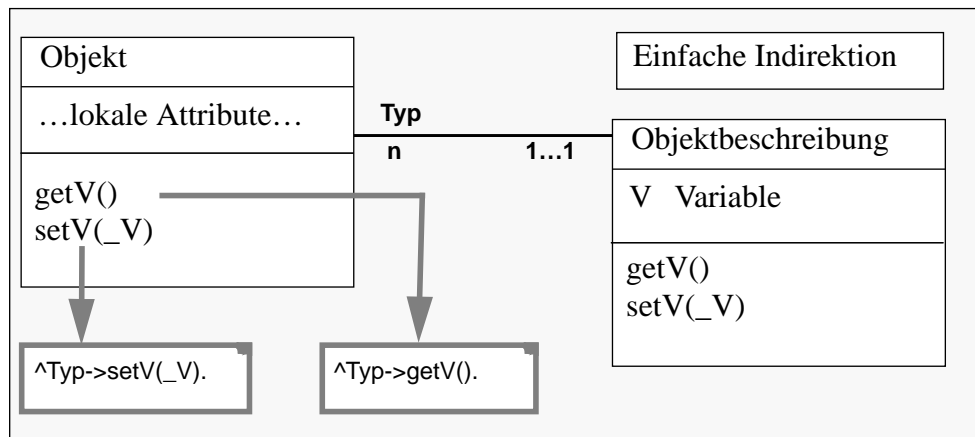 Objekt
…lokale Attribute…
getV()
setV(_V)
Typ
n 1…1
Einfache Indirektion
Objektbeschreibung
V Variable
getV()
setV(_V)
^Typ->setV(_V).
^Typ->getV().